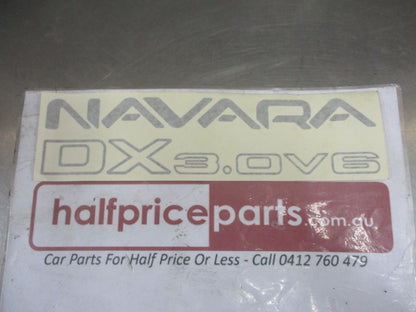 NAVARA
DX3.0V6
halfpriceparts.com.au
Car Parts For Half Price Or Less - Call 0412 760 479